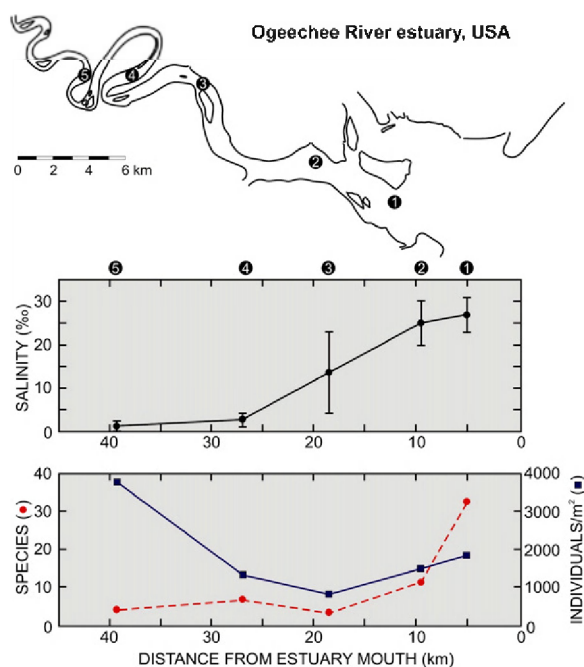 Ogeechee River estuary, USA
5
4
3
2
1
0 2 4 6 km
5 4 3 2 1
SALINITY (‰)
30
20
10
0
40 30 20 10 0
SPECIES (●)
40
30
20
10
0
4000
3000
2000
1000
0
INDIVIDUALS/m² (■)
40 30 20 10 0
DISTANCE FROM ESTUARY MOUTH (km)